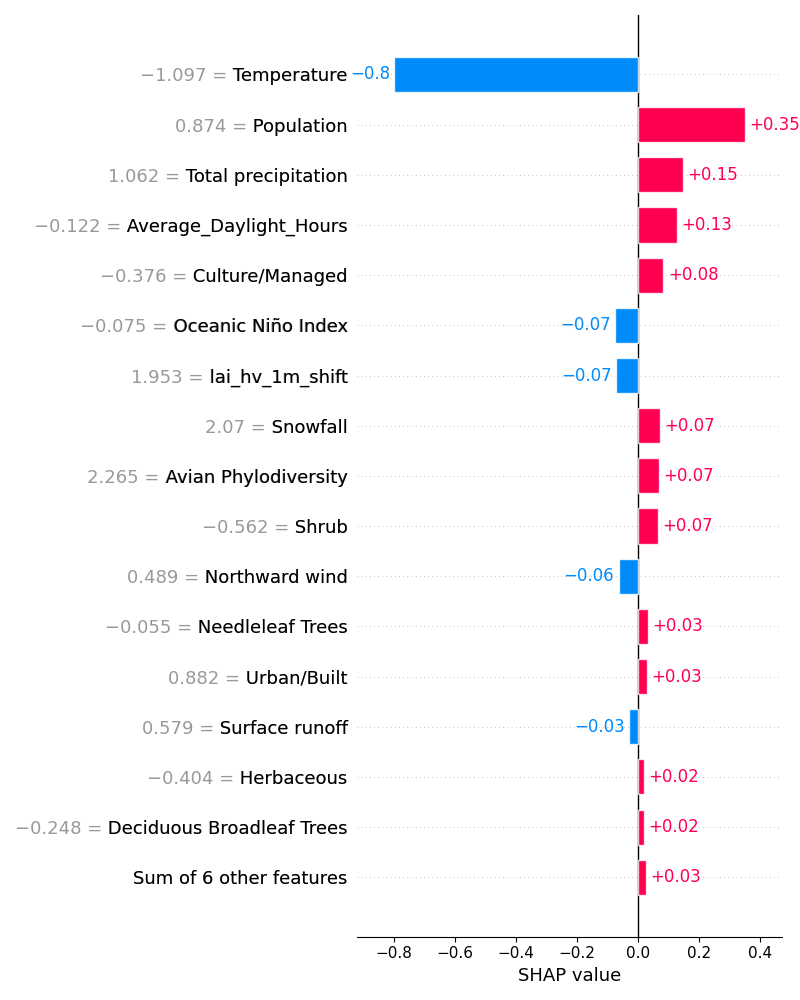 −1.097 = Temperature −0.8
0.874 = Population +0.35
1.062 = Total precipitation +0.15
−0.122 = Average_Daylight_Hours +0.13
−0.376 = Culture/Managed +0.08
−0.075 = Oceanic Niño Index −0.07
1.953 = lai_hv_1m_shift −0.07
2.07 = Snowfall +0.07
2.265 = Avian Phylodiversity +0.07
−0.562 = Shrub +0.07
0.489 = Northward wind −0.06
−0.055 = Needleleaf Trees +0.03
0.882 = Urban/Built +0.03
0.579 = Surface runoff −0.03
−0.404 = Herbaceous +0.02
−0.248 = Deciduous Broadleaf Trees +0.02
Sum of 6 other features +0.03
−0.8 −0.6 −0.4 −0.2 0.0 0.2 0.4
SHAP value